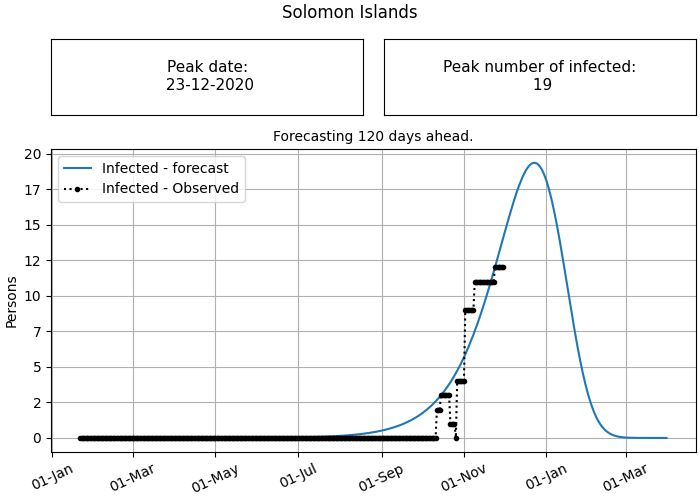 Solomon Islands
Peak date:
23-12-2020
Peak number of infected:
19
Forecasting 120 days ahead.
Infected - forecast
Infected - Observed
Persons
20
17
15
12
10
7
5
2
0
01-Jan
01-Mar
01-May
01-Jul
01-Sep
01-Nov
01-Jan
01-Mar